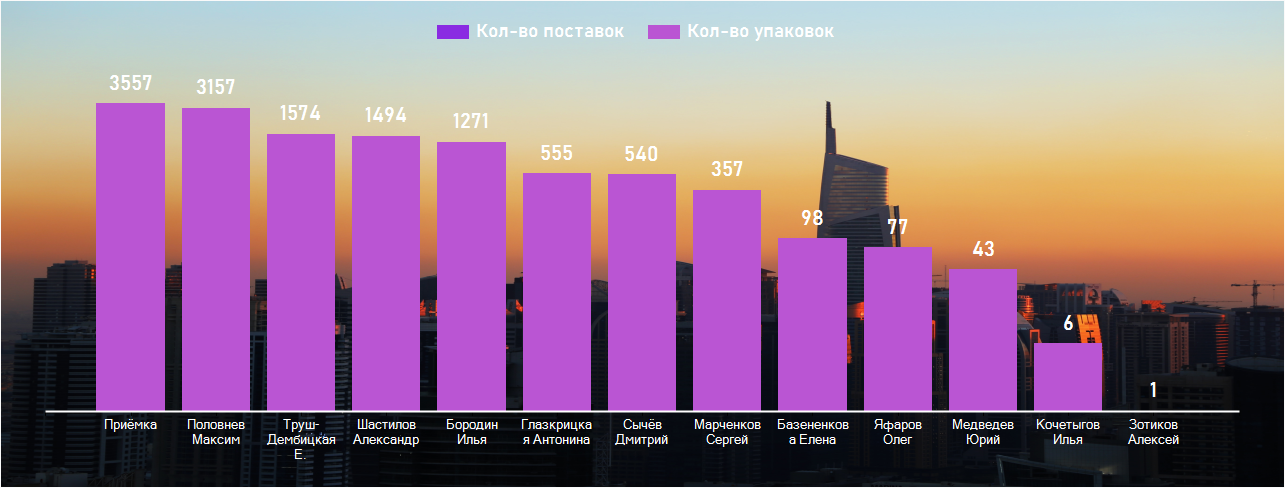 Кол-во поставок Кол-во упаковок
3557
3157
1574
1494
1271
555
540
357
98
77
43
6
1
Приёмка
Половнев
Максим
Труш-
Дембицкая
Е.
Шастилов
Александр
Бородин
Илья
Глазкрицка
я Антонина
Сычёв
Дмитрий
Марченков
Сергей
Базененков
а Елена
Яфаров
Олег
Медведев
Юрий
Кочетыгов
Илья
Зотиков
Алексей